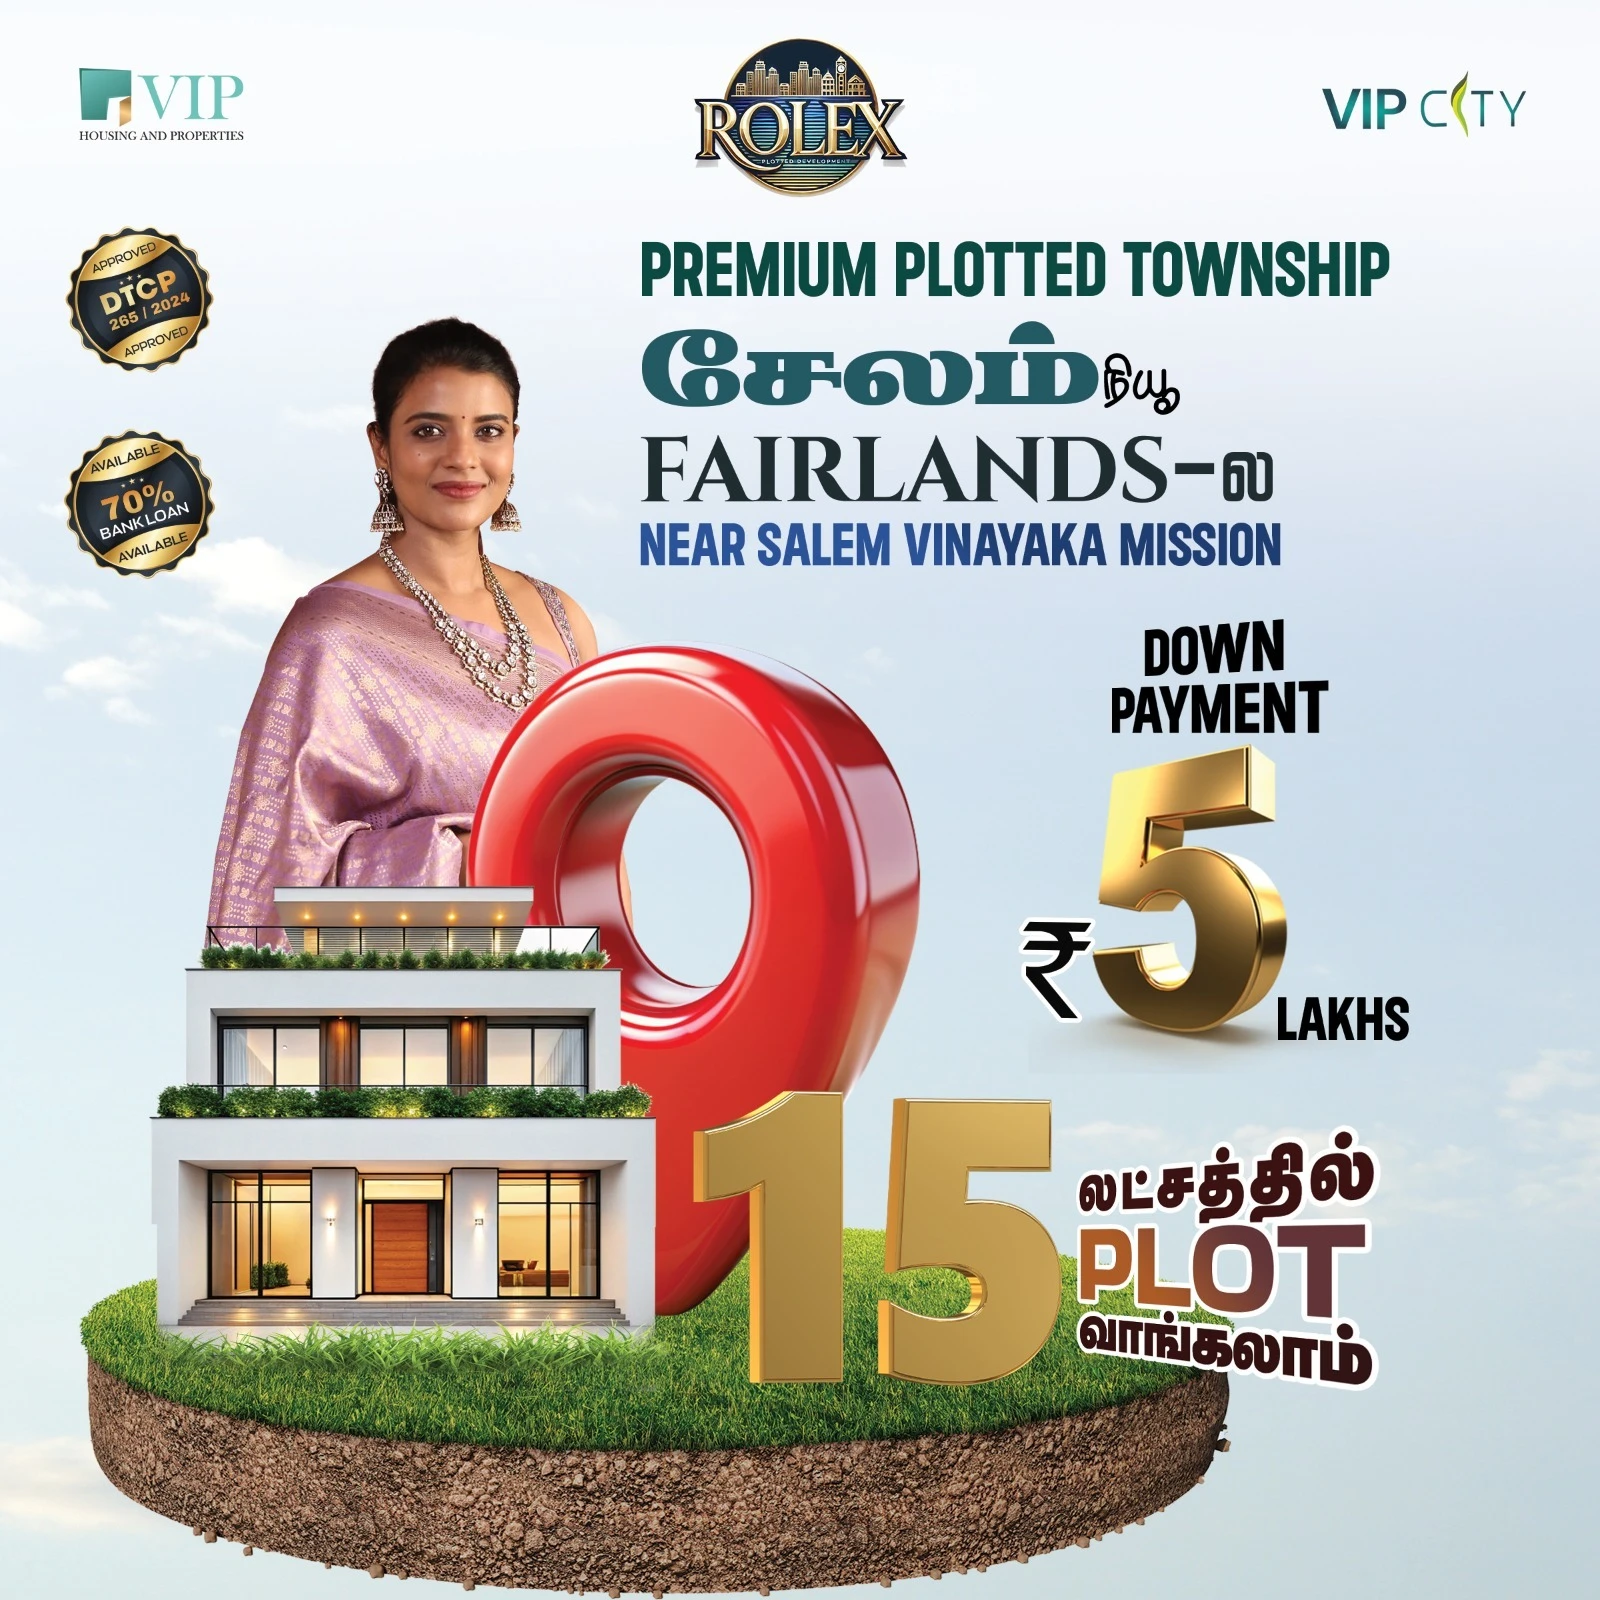 VIP
HOUSING AND PROPERTIES
ROLEX
PLOTTED DEVELOPMENT
VIP CITY
APPROVED
DTCP
265 / 2024
APPROVED
AVAILABLE
70%
BANK LOAN
AVAILABLE
PREMIUM PLOTTED TOWNSHIP
சேலம் நியூ
FAIRLANDS-ல
NEAR SALEM VINAYAKA MISSION
DOWN
PAYMENT
₹5 LAKHS
15 லட்சத்தில்
PLOT
வாங்கலாம்